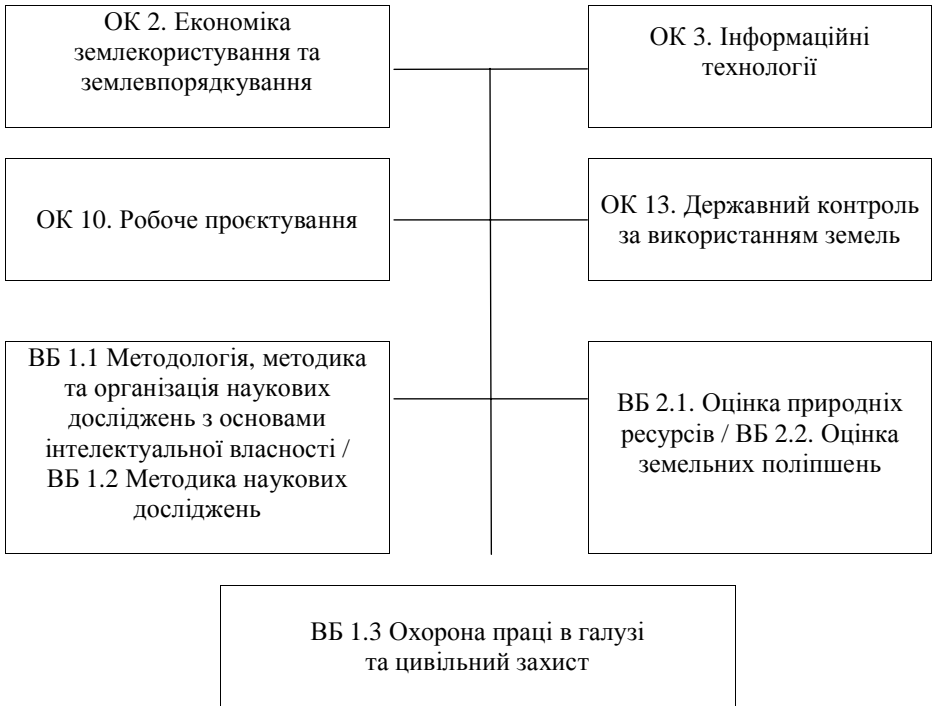 ОК 2. Економіка
землекористування та
землевпорядкування
ОК 3. Інформаційні
технології
ОК 10. Робоче проєктування
ОК 13. Державний контроль
за використанням земель
ВБ 1.1 Методологія, методика
та організація наукових
досліджень з основами
інтелектуальної власності /
ВБ 1.2 Методика наукових
досліджень
ВБ 2.1. Оцінка природніх
ресурсів / ВБ 2.2. Оцінка
земельних поліпшень
ВБ 1.3 Охорона праці в галузі
та цивільний захист